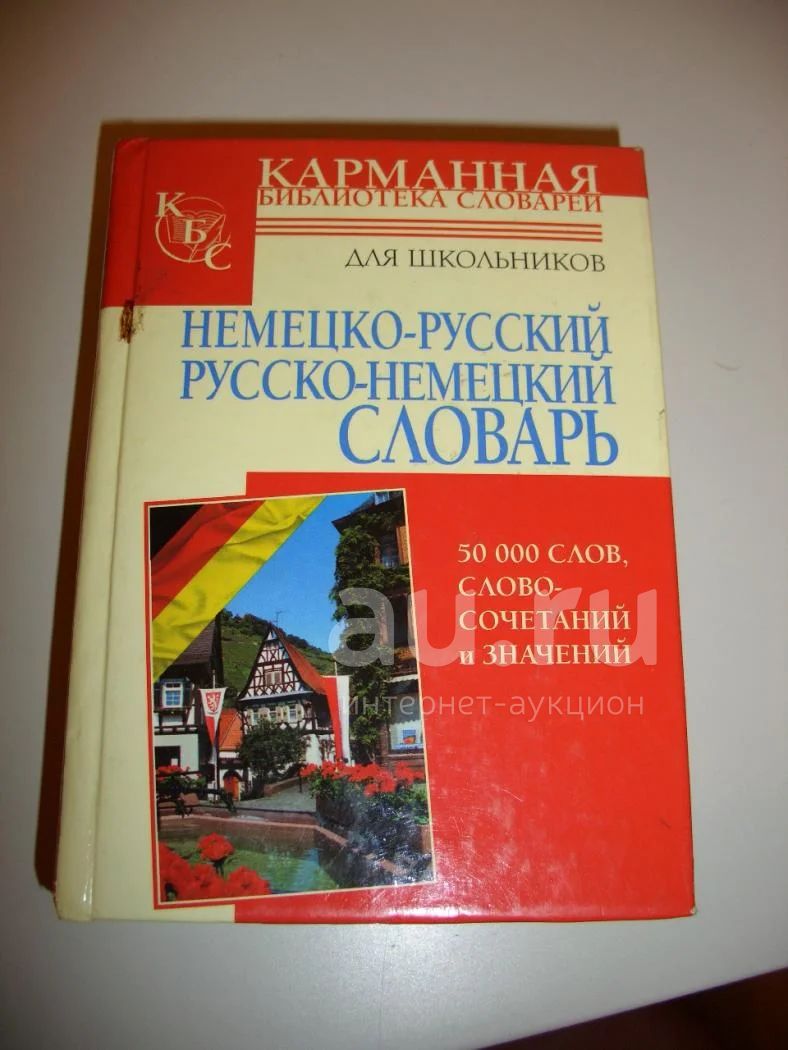 КАРМАННАЯ
БИБЛИОТЕКА СЛОВАРЕЙ
КБС
ДЛЯ ШКОЛЬНИКОВ
НЕМЕЦКО-РУССКИЙ
РУССКО-НЕМЕЦКИЙ
СЛОВАРЬ
50 000 СЛОВ,
СЛОВО-
СОЧЕТАНИЙ
и ЗНАЧЕНИЙ
au.ru
интернет-аукцион